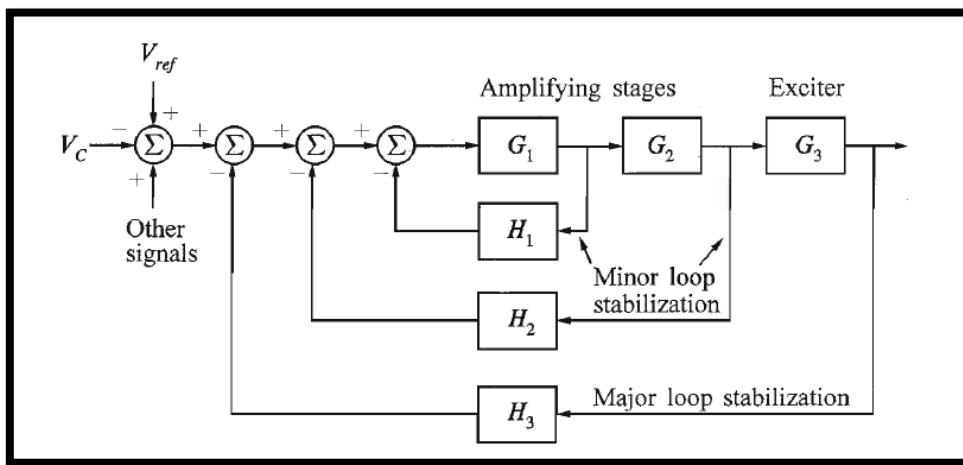 V_ref
Amplifying stages
Exciter
+
− + + +
V_C Σ Σ Σ Σ G_1 G_2 G_3
+ − − −
Other
signals
H_1
Minor loop
stabilization
H_2
Major loop stabilization
H_3